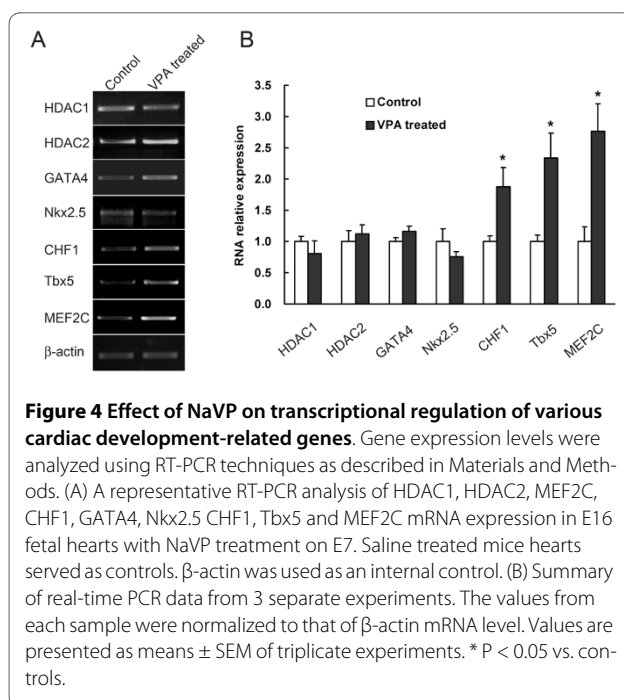 A
B
Control
VPA treated
HDAC1
HDAC2
GATA4
Nkx2.5
CHF1
Tbx5
MEF2C
β-actin
RNA relative expression
3.5
3.0
2.5
2.0
1.5
1.0
0.5
0.0
Control
VPA treated
*
*
*
HDAC1
HDAC2
GATA4
Nkx2.5
CHF1
Tbx5
MEF2C
Figure 4 Effect of NaVP on transcriptional regulation of various
cardiac development-related genes. Gene expression levels were
analyzed using RT-PCR techniques as described in Materials and Meth-
ods. (A) A representative RT-PCR analysis of HDAC1, HDAC2, MEF2C,
CHF1, GATA4, Nkx2.5 CHF1, Tbx5 and MEF2C mRNA expression in E16
fetal hearts with NaVP treatment on E7. Saline treated mice hearts
served as controls. β-actin was used as an internal control. (B) Summary
of real-time PCR data from 3 separate experiments. The values from
each sample were normalized to that of β-actin mRNA level. Values are
presented as means ± SEM of triplicate experiments. * P < 0.05 vs. con-
trols.